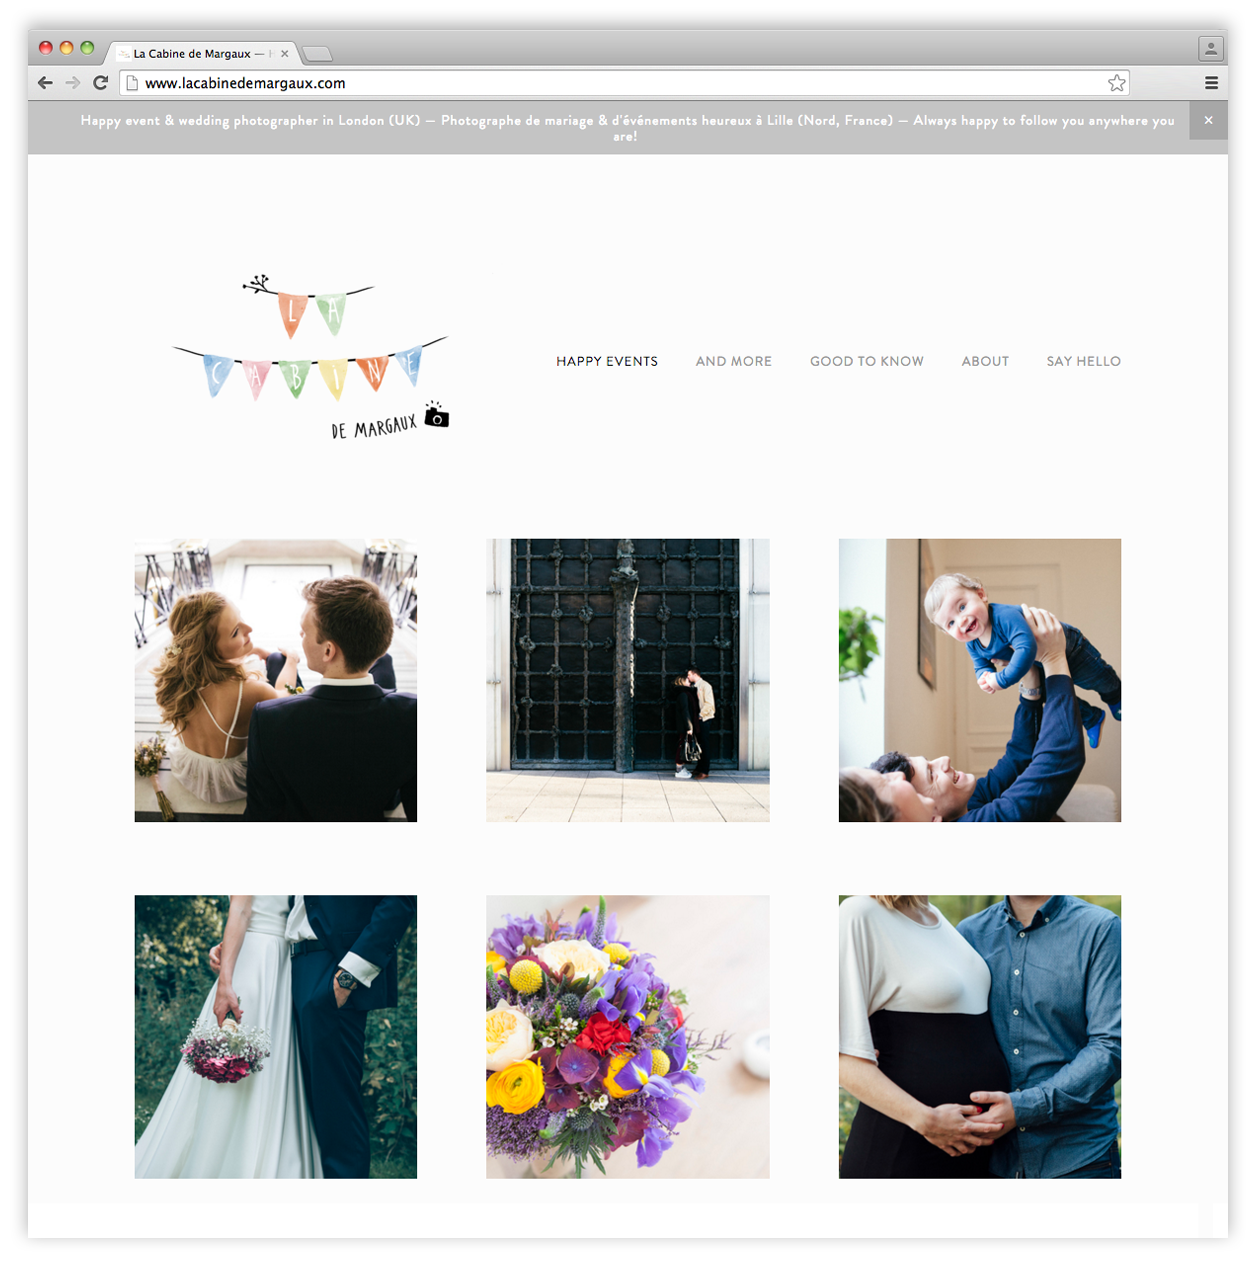 La Cabine de Margaux —
www.lacabinedemargaux.com
Happy event & wedding photographer in London (UK) — Photographe de mariage & d'événements heureux à Lille (Nord, France) — Always happy to follow you anywhere you
are!
LA
CABINE
DE MARGAUX
HAPPY EVENTS AND MORE GOOD TO KNOW ABOUT SAY HELLO